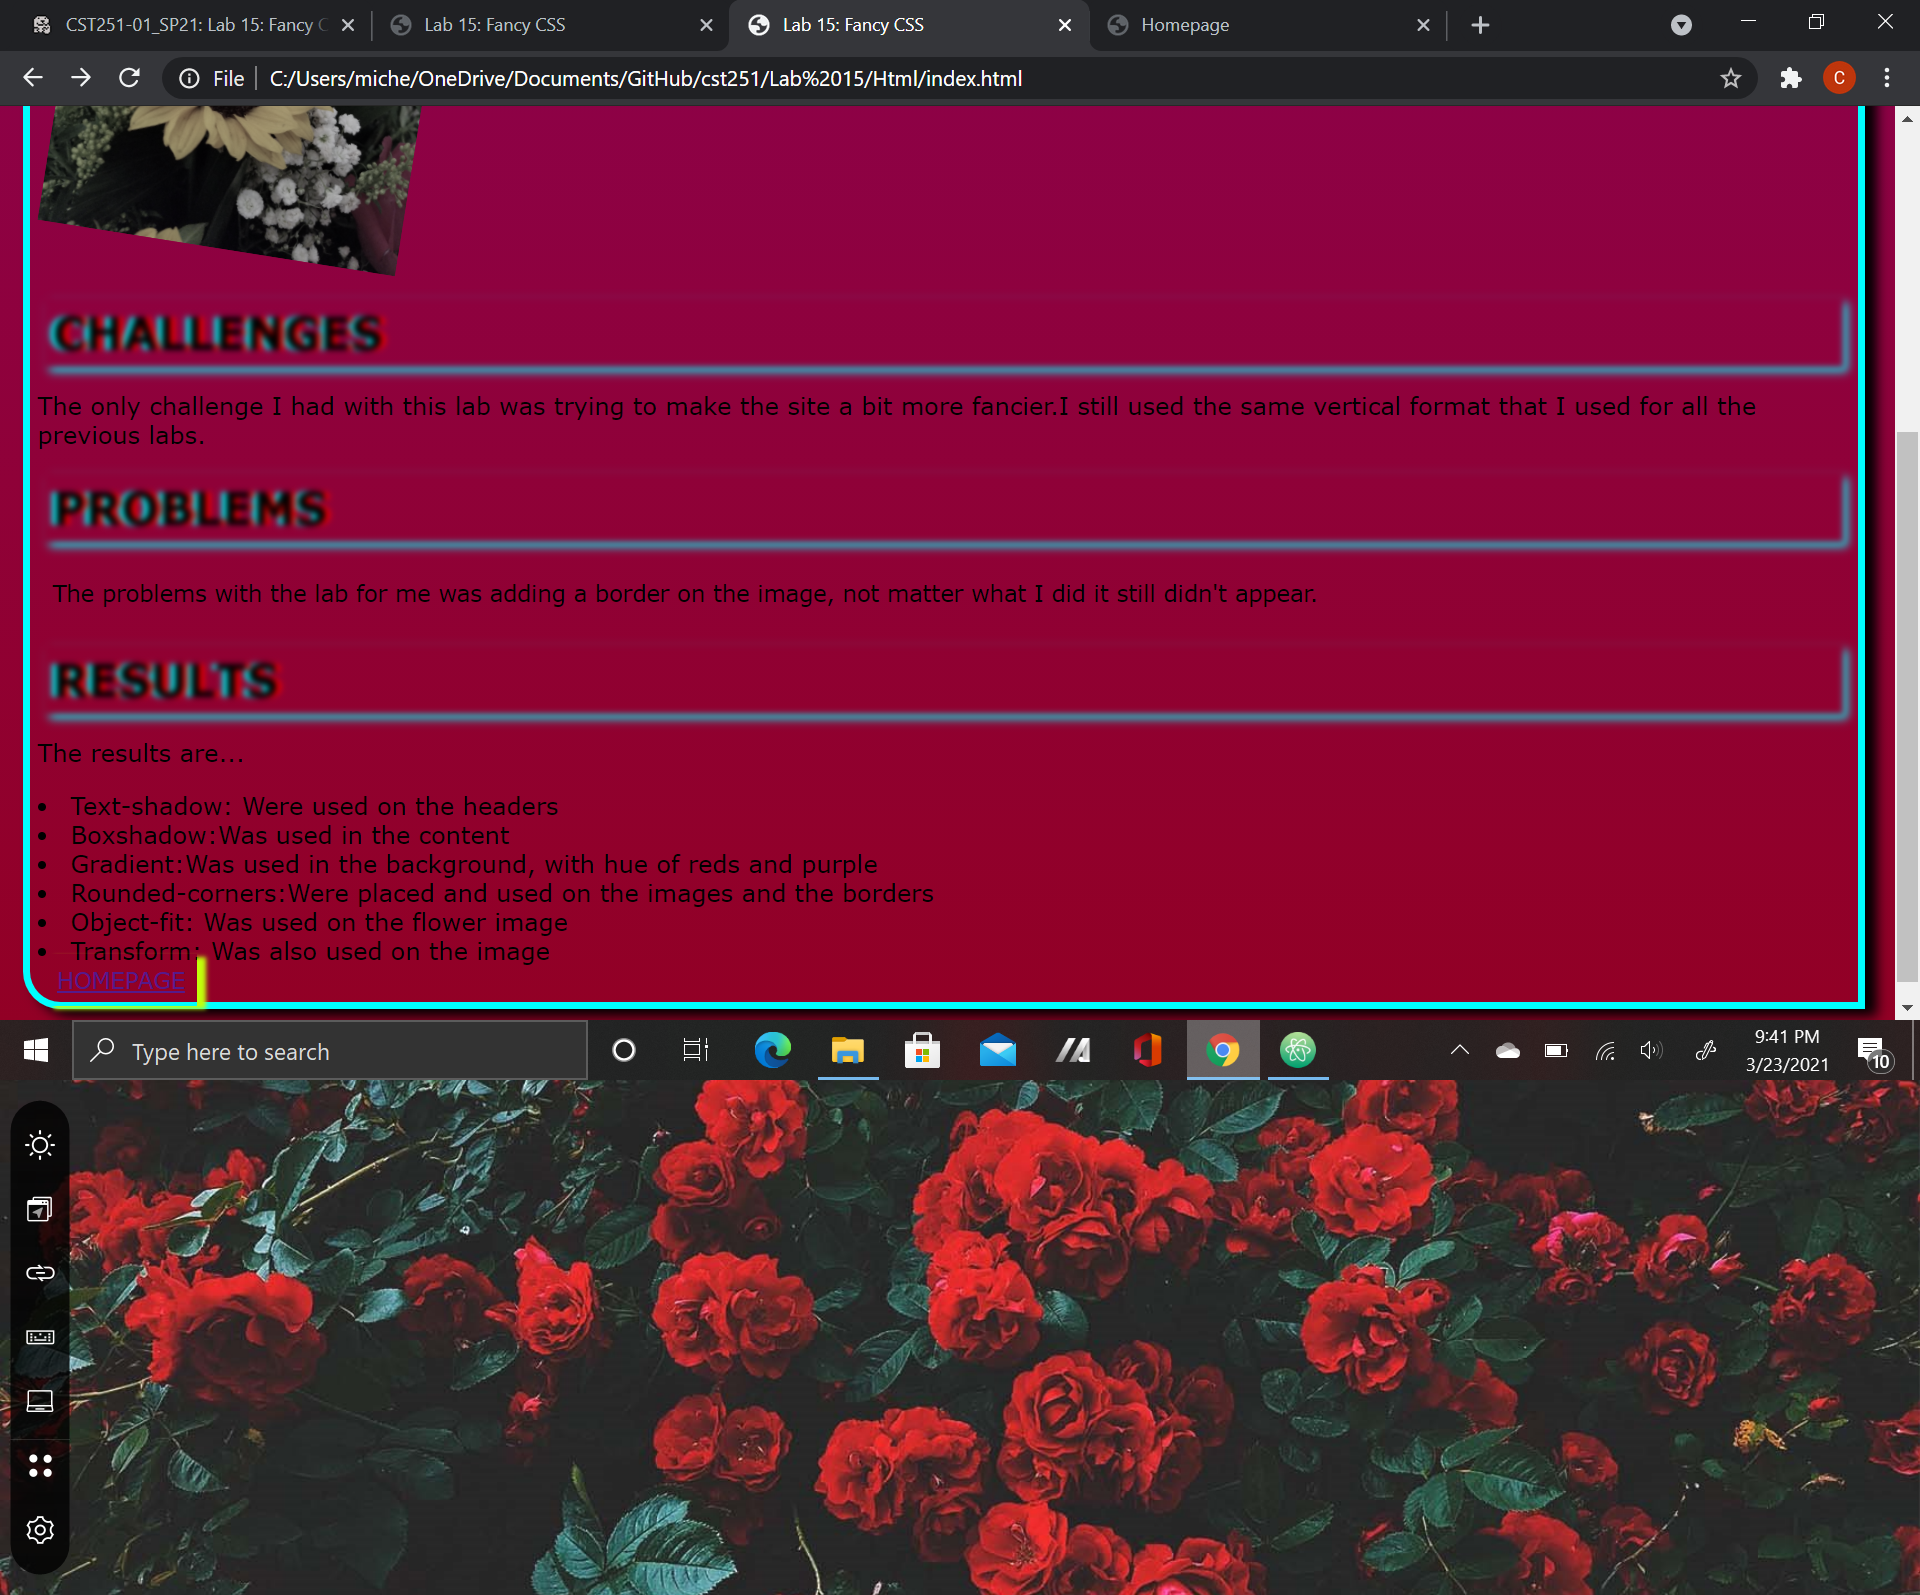 CST251-01_SP21: Lab 15: Fancy C
Lab 15: Fancy CSS
Lab 15: Fancy CSS
Homepage
File
C:/Users/miche/OneDrive/Documents/GitHub/cst251/Lab%2015/Html/index.html
C
CHALLENGES
The only challenge I had with this lab was trying to make the site a bit more fancier.I still used the same vertical format that I used for all the
previous labs.
PROBLEMS
The problems with the lab for me was adding a border on the image, not matter what I did it still didn't appear.
RESULTS
The results are...
• Text-shadow: Were used on the headers
• Boxshadow:Was used in the content
• Gradient:Was used in the background, with hue of reds and purple
• Rounded-corners:Were placed and used on the images and the borders
• Object-fit: Was used on the flower image
• Transform: Was also used on the image
HOMEPAGE
Type here to search
9:41 PM
3/23/2021
10